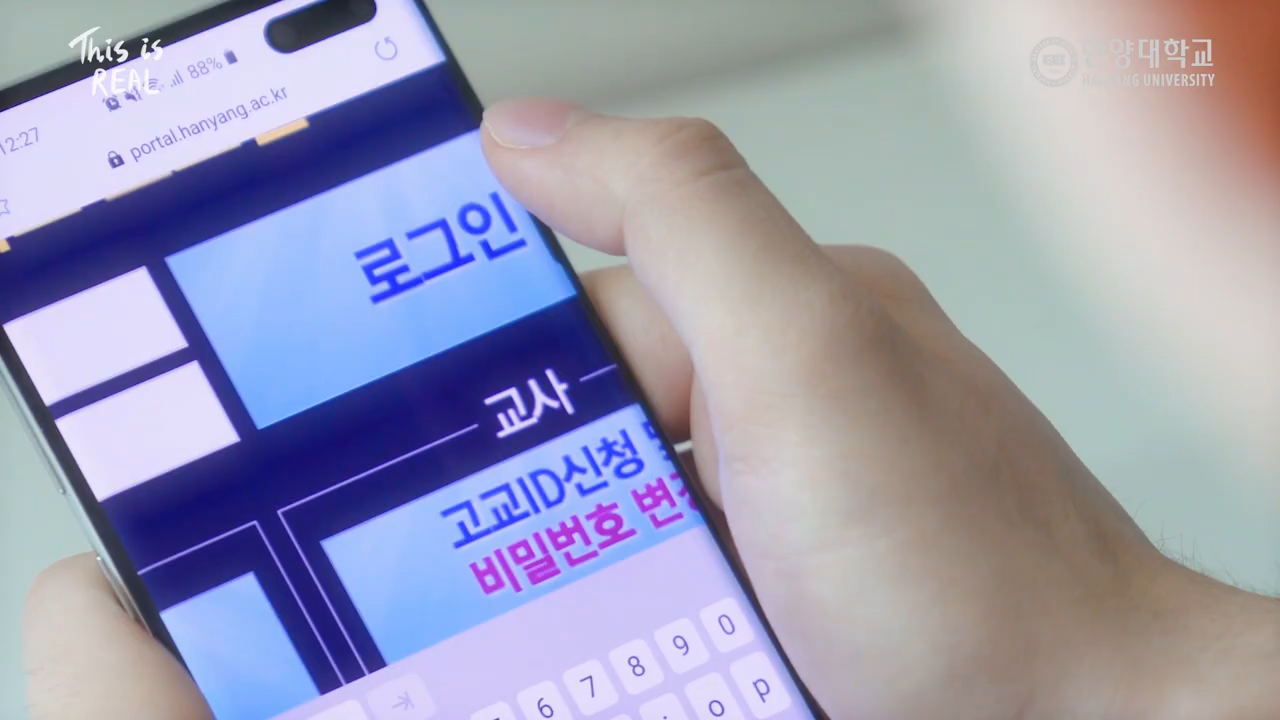 This is
REAL
한양대학교
HANYANG UNIVERSITY
12:27
88%
portal.hanyang.ac.kr
로그인
교사
고교ID신청 및
비밀번호 변경
6 7 8 9 0
i o p